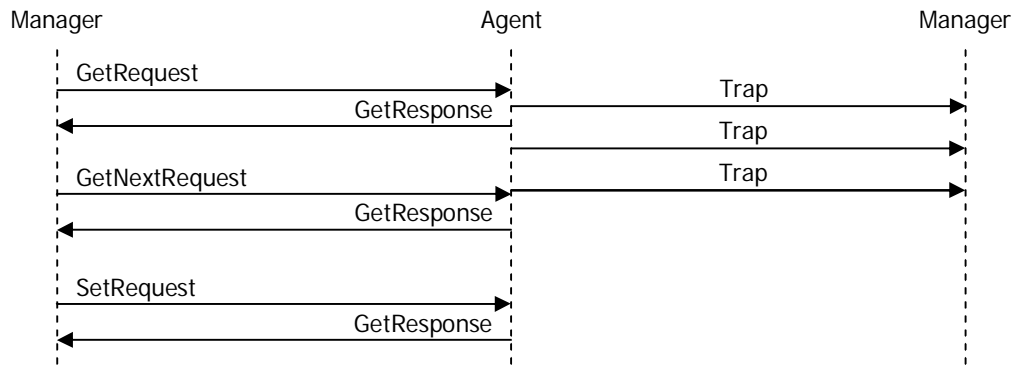 Manager Agent Manager
GetRequest
Trap
GetResponse
Trap
GetNextRequest
Trap
GetResponse
SetRequest
GetResponse